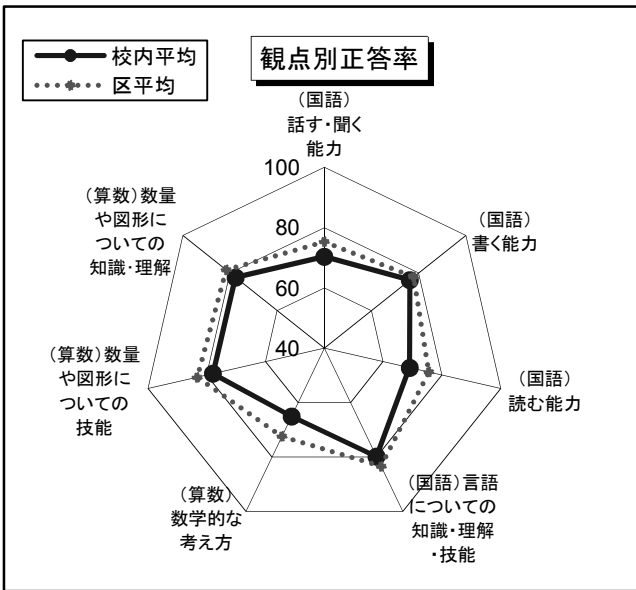 観点別正答率
校内平均
区平均
（国語）
話す・聞く
能力
（国語）
書く能力
（国語）
読む能力
（国語）言語
についての
知識・理解
・技能
（算数）
数学的な
考え方
（算数）数量
や図形に
ついての
技能
（算数）数量
や図形に
ついての
知識・理解
100
80
60
40